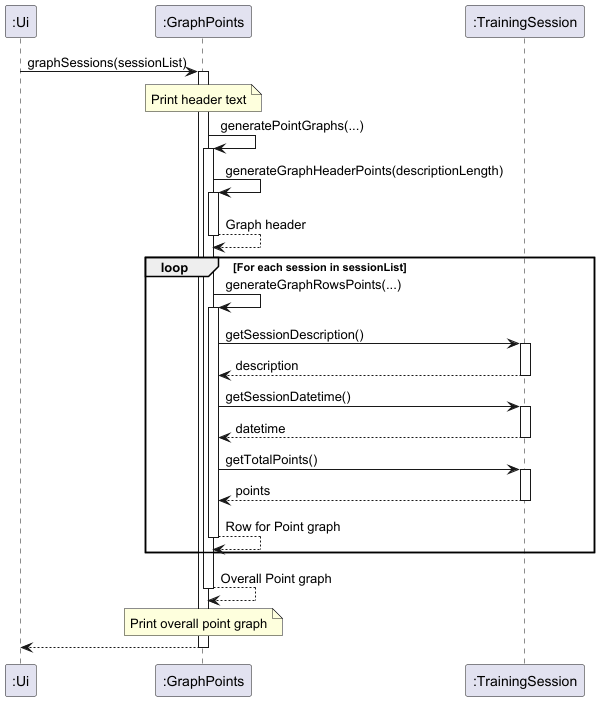 :Ui
:GraphPoints
:TrainingSession
graphSessions(sessionList)
Print header text
generatePointGraphs(...)
generateGraphHeaderPoints(descriptionLength)
Graph header
loop
[For each session in sessionList]
generateGraphRowsPoints(...)
getSessionDescription()
description
getSessionDatetime()
datetime
getTotalPoints()
points
Row for Point graph
Overall Point graph
Print overall point graph
:Ui
:GraphPoints
:TrainingSession